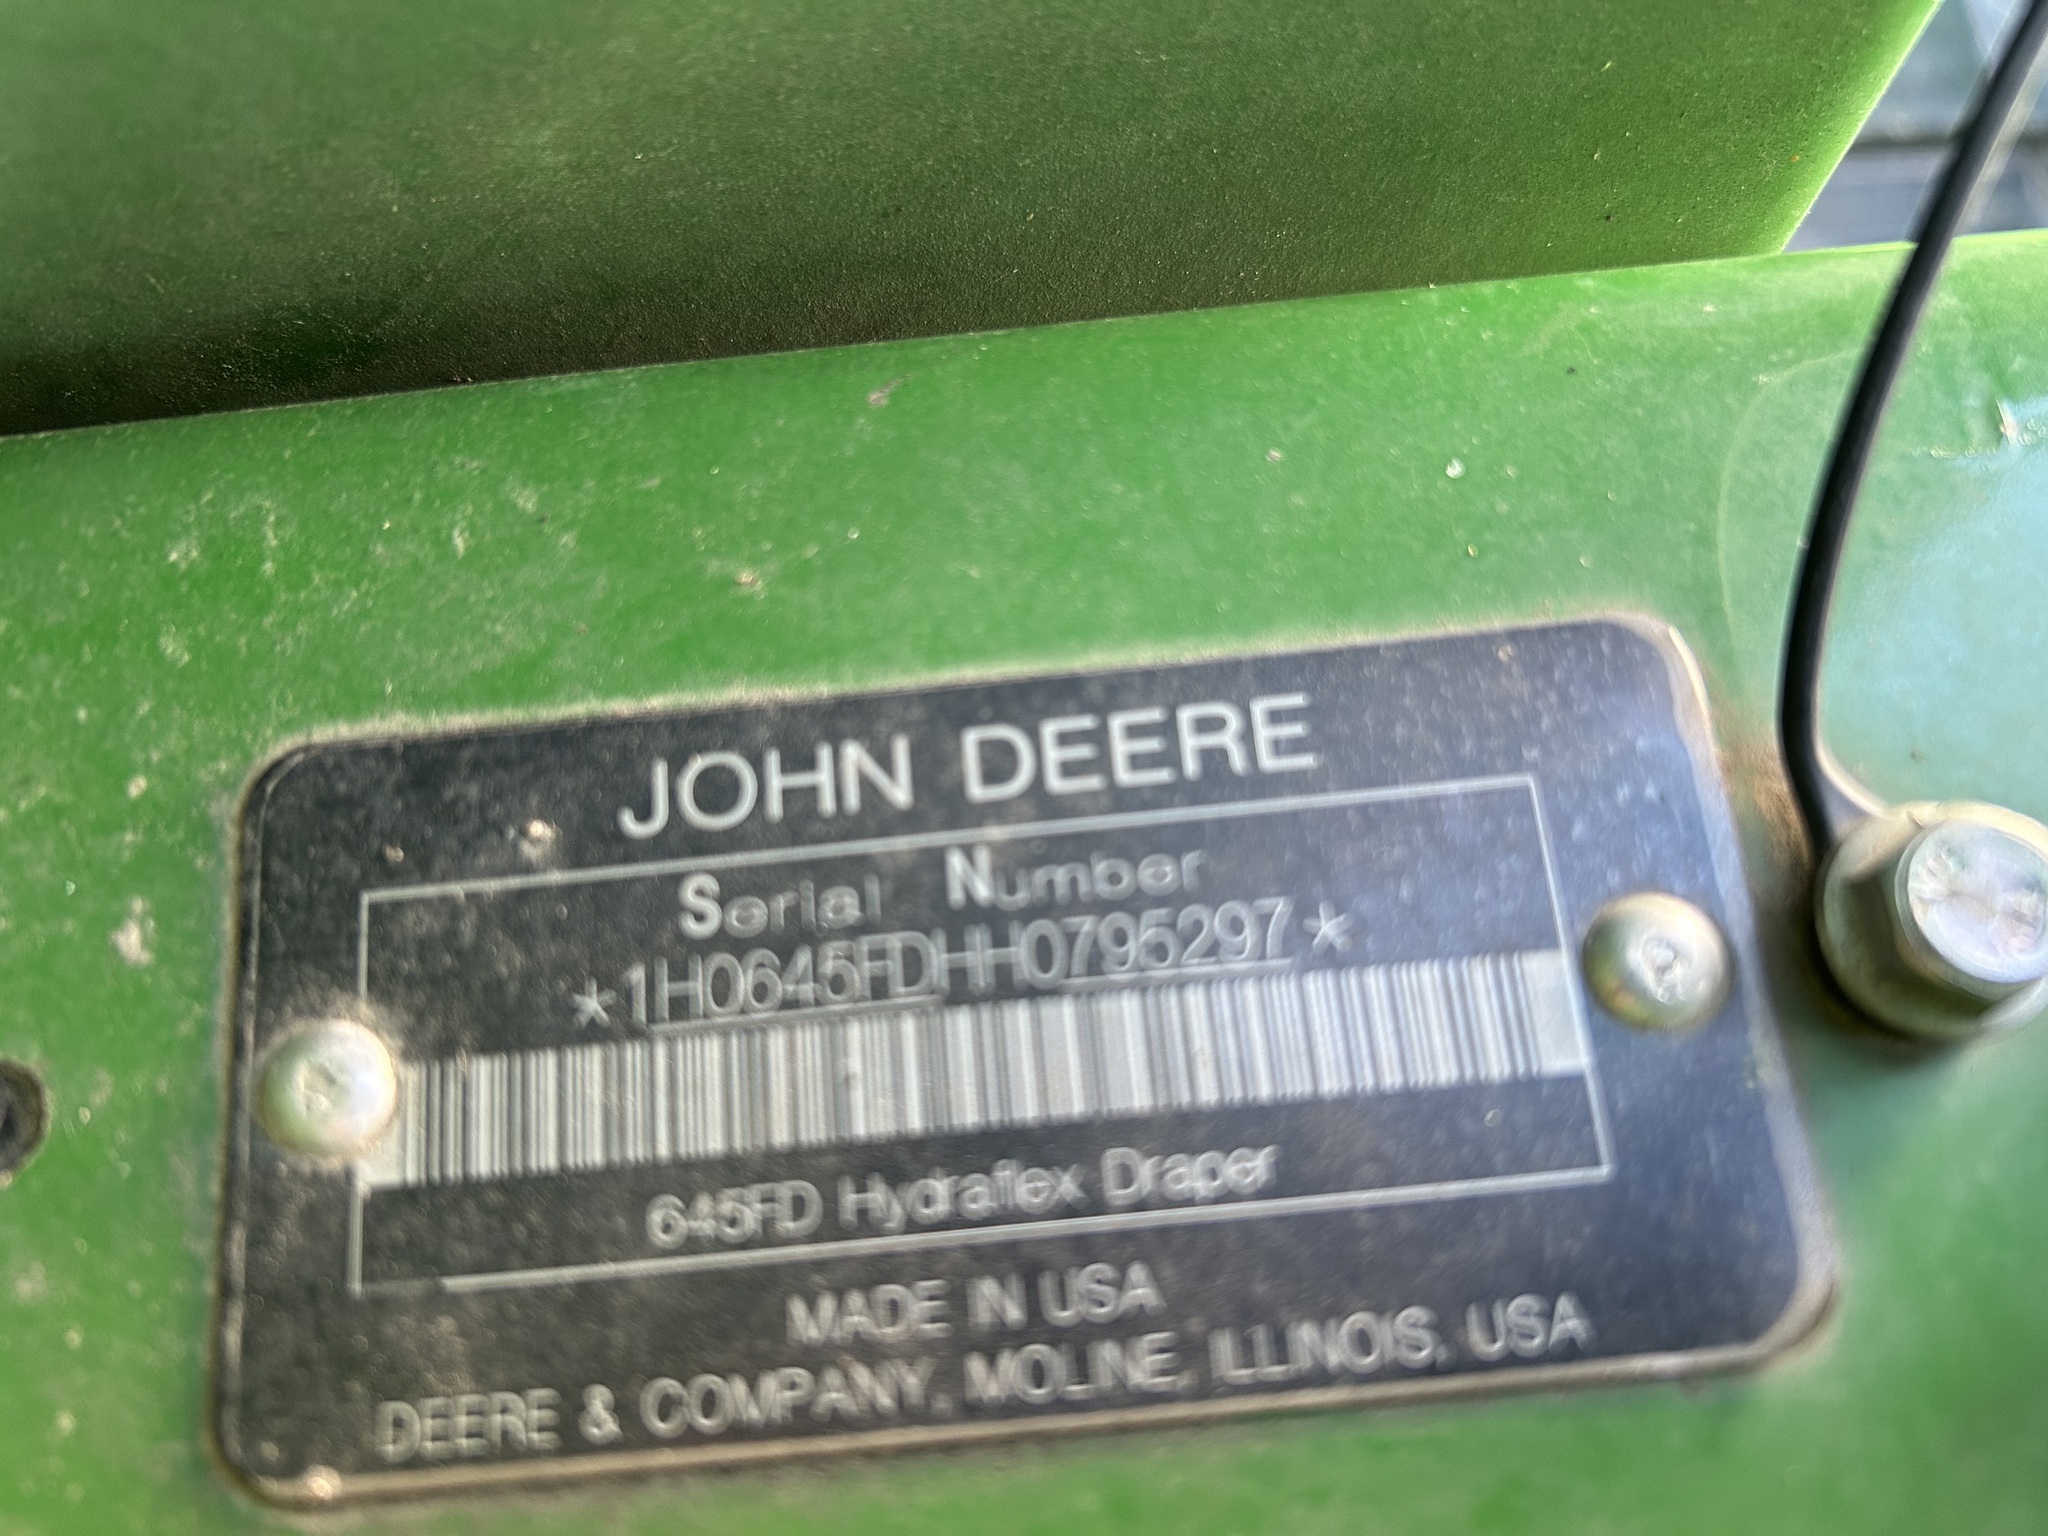 JOHN DEERE
Serial Number
*1H0645FDHH0795297*
645FD Hydraflex Draper
MADE IN USA
DEERE & COMPANY, MOLINE, ILLINOIS, USA